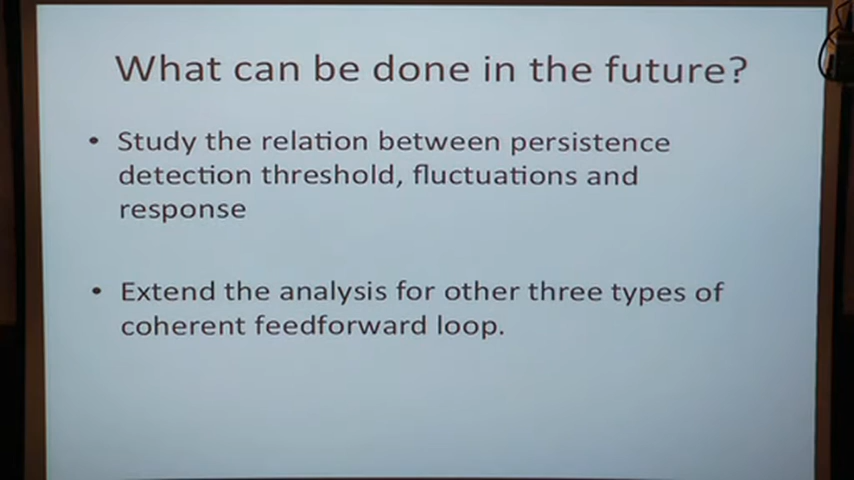 What can be done in the future?
• Study the relation between persistence
detection threshold, fluctuations and
response
• Extend the analysis for other three types of
coherent feedforward loop.